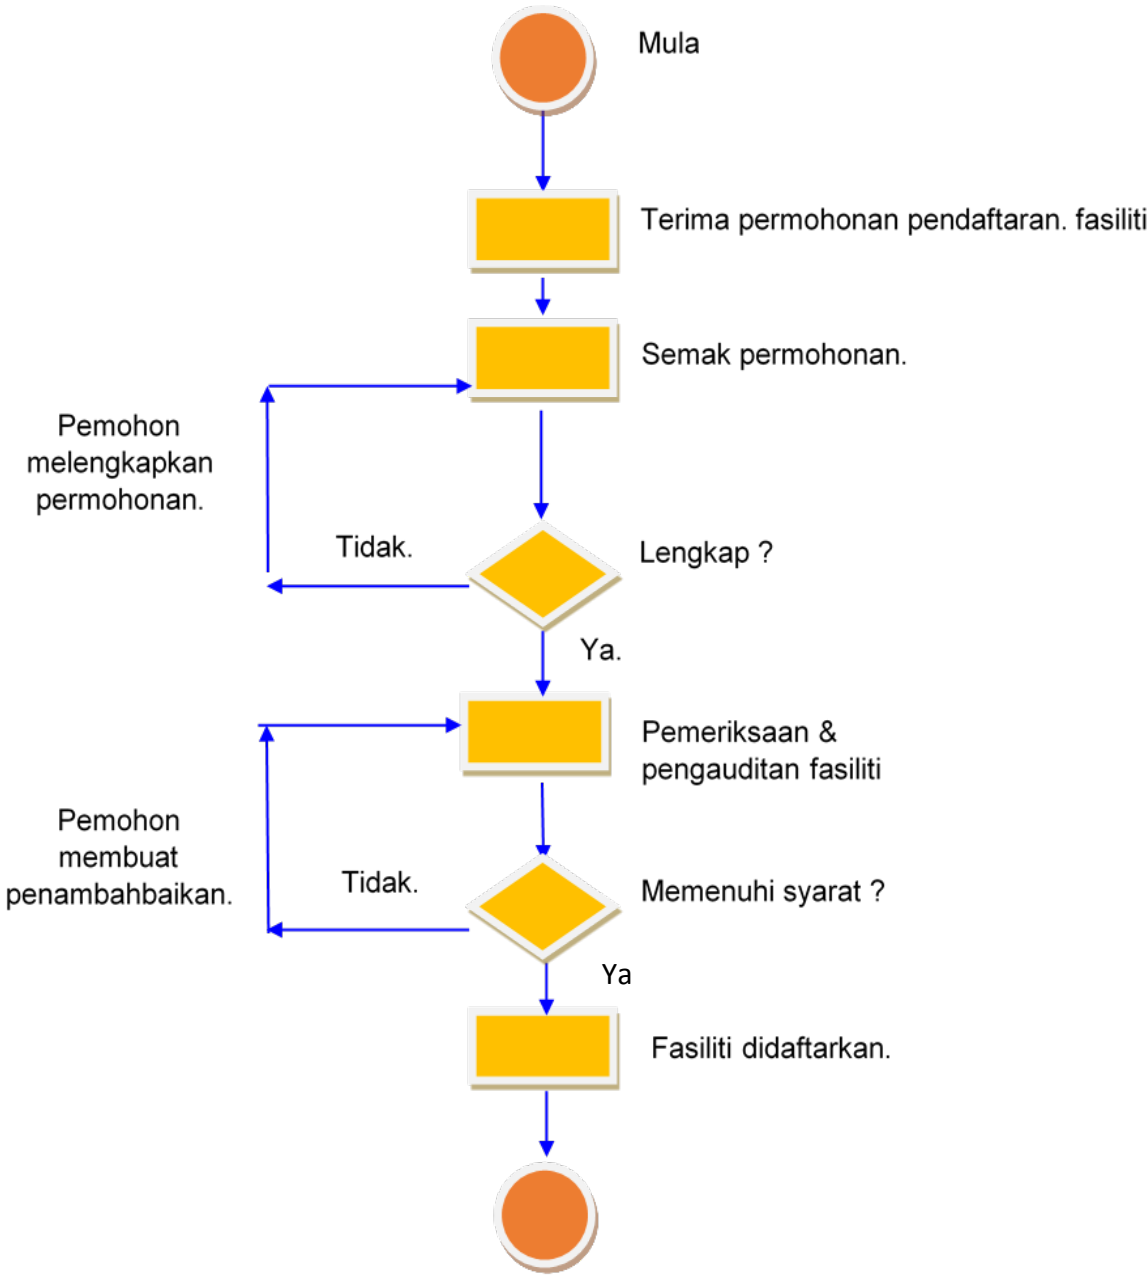 Mula
Terima permohonan pendaftaran. fasiliti
Semak permohonan.
Pemohon
melengkapkan
permohonan.
Tidak.
Lengkap ?
Ya.
Pemeriksaan &
pengauditan fasiliti
Pemohon
membuat
penambahbaikan.
Tidak.
Memenuhi syarat ?
Ya
Fasiliti didaftarkan.